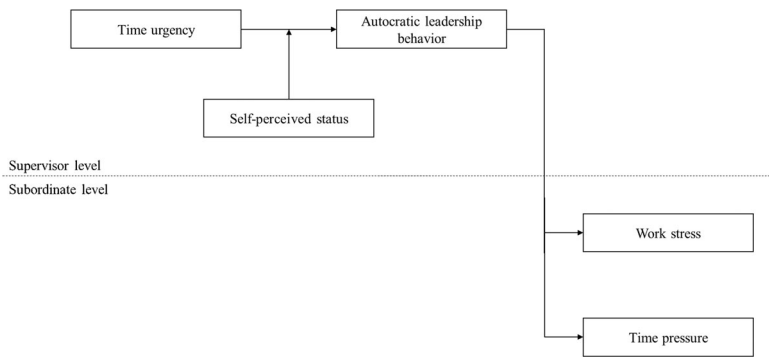 Time urgency
Autocratic leadership
behavior
Self-perceived status
Supervisor level
Subordinate level
Work stress
Time pressure